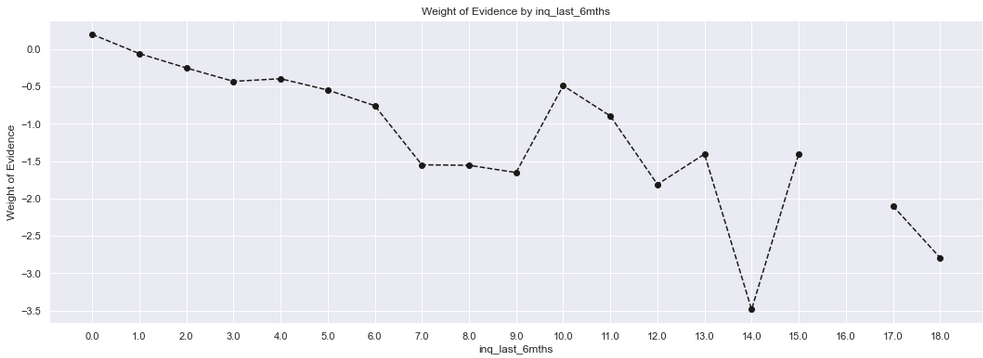 Weight of Evidence by inq_last_6mths
Weight of Evidence
0.0
−0.5
−1.0
−1.5
−2.0
−2.5
−3.0
−3.5
0.0 1.0 2.0 3.0 4.0 5.0 6.0 7.0 8.0 9.0 10.0 11.0 12.0 13.0 14.0 15.0 16.0 17.0 18.0
inq_last_6mths